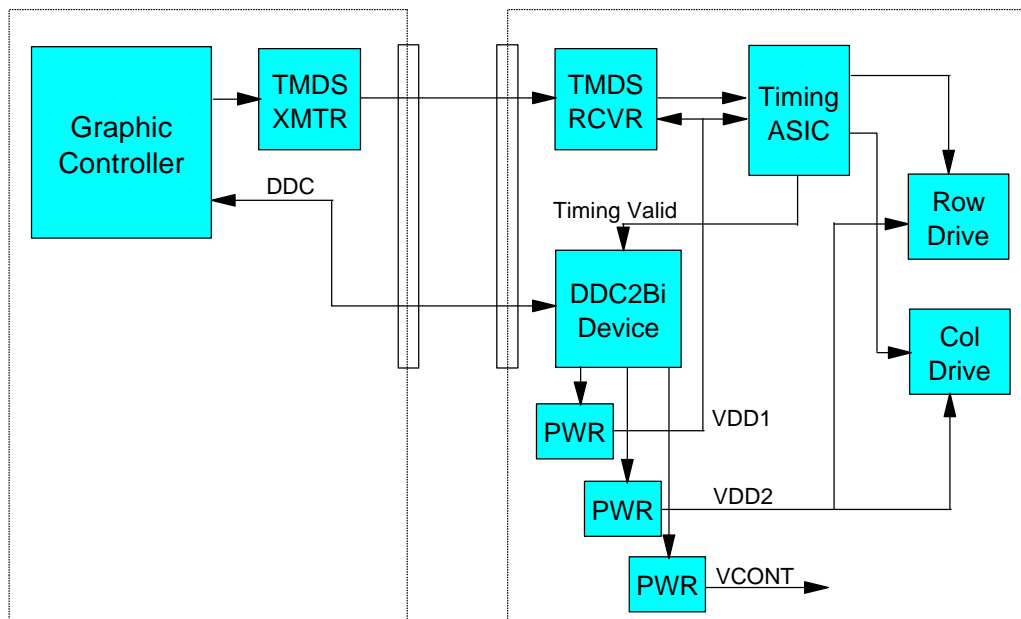 Graphic
Controller
TMDS
XMTR
DDC
TMDS
RCVR
Timing
ASIC
Timing Valid
DDC2Bi
Device
Row
Drive
Col
Drive
PWR
VDD1
PWR
VDD2
PWR
VCONT